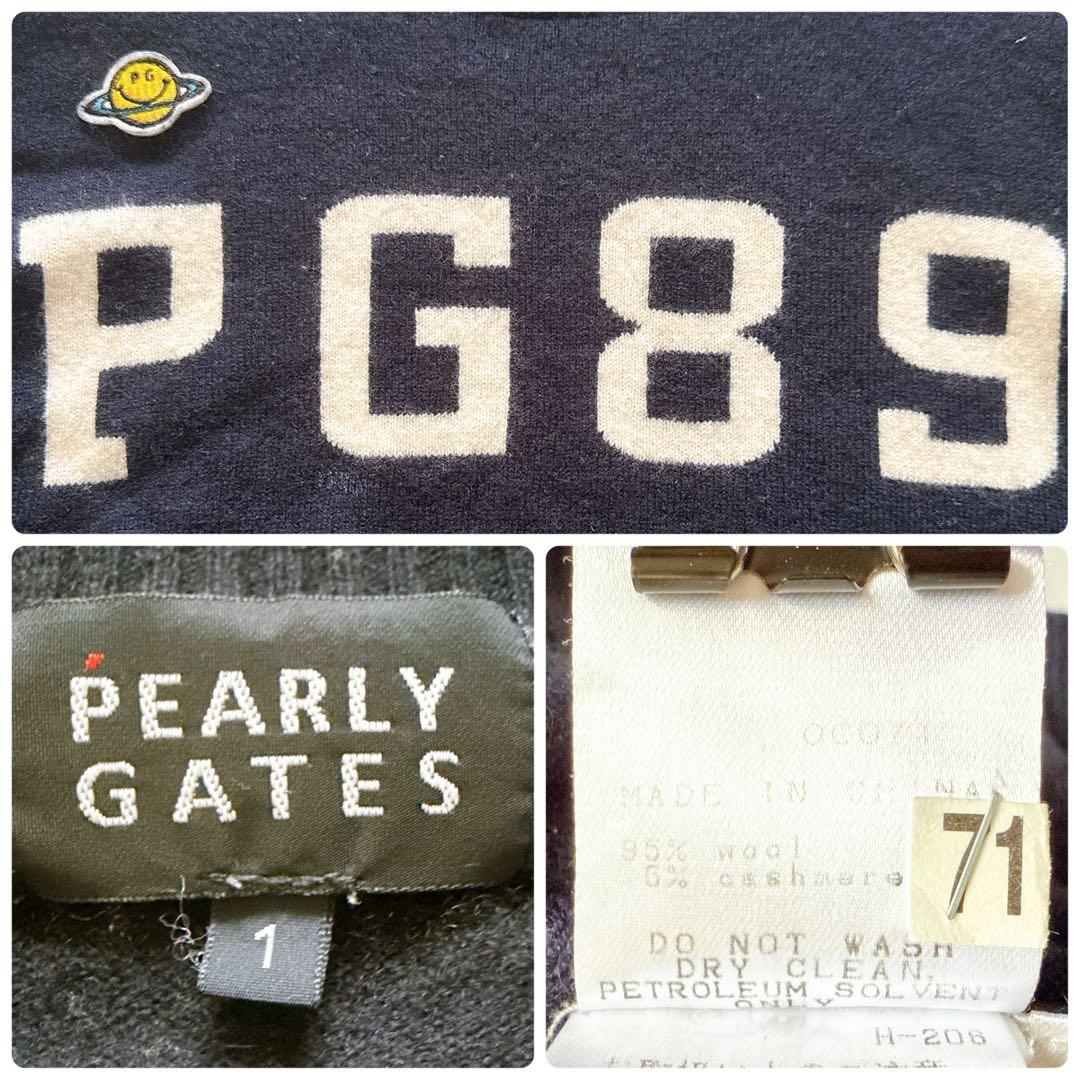 PG
PG89
PEARLY
GATES
1
MADE IN CHINA
95% wool
5% cashmere
71
DO NOT WASH
DRY CLEAN,
PETROLEUM SOLVENT
ONLY
H-206